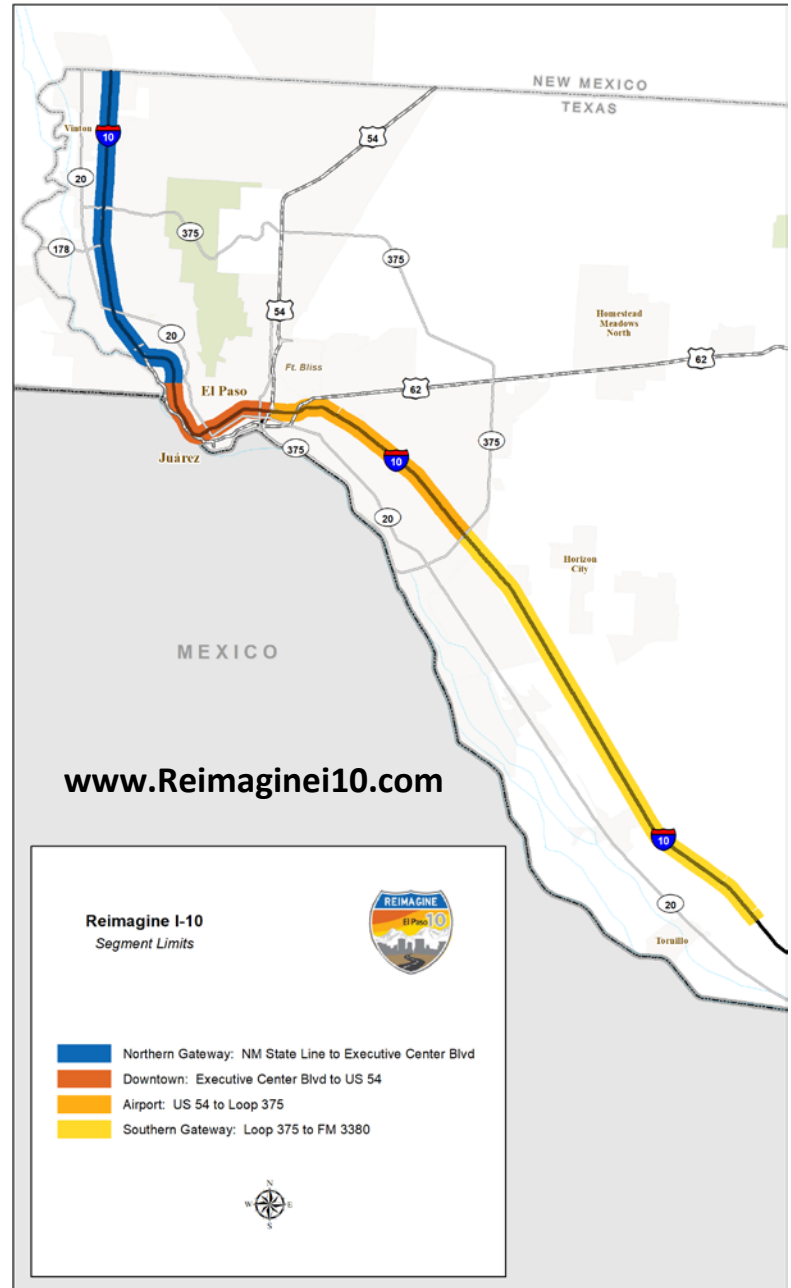 NEW MEXICO
TEXAS
54
Vinton
10
20
375
178
375
54
Homestead
Meadows
North
20
62
Ft. Bliss
El Paso
62
375
Juárez
375
10
20
Horizon
City
MEXICO
www.Reimaginei10.com
10
20
Tornillo
Reimagine I-10
Segment Limits
REIMAGINE
El Paso 10
Northern Gateway: NM State Line to Executive Center Blvd
Downtown: Executive Center Blvd to US 54
Airport: US 54 to Loop 375
Southern Gateway: Loop 375 to FM 3380
N
W E
S